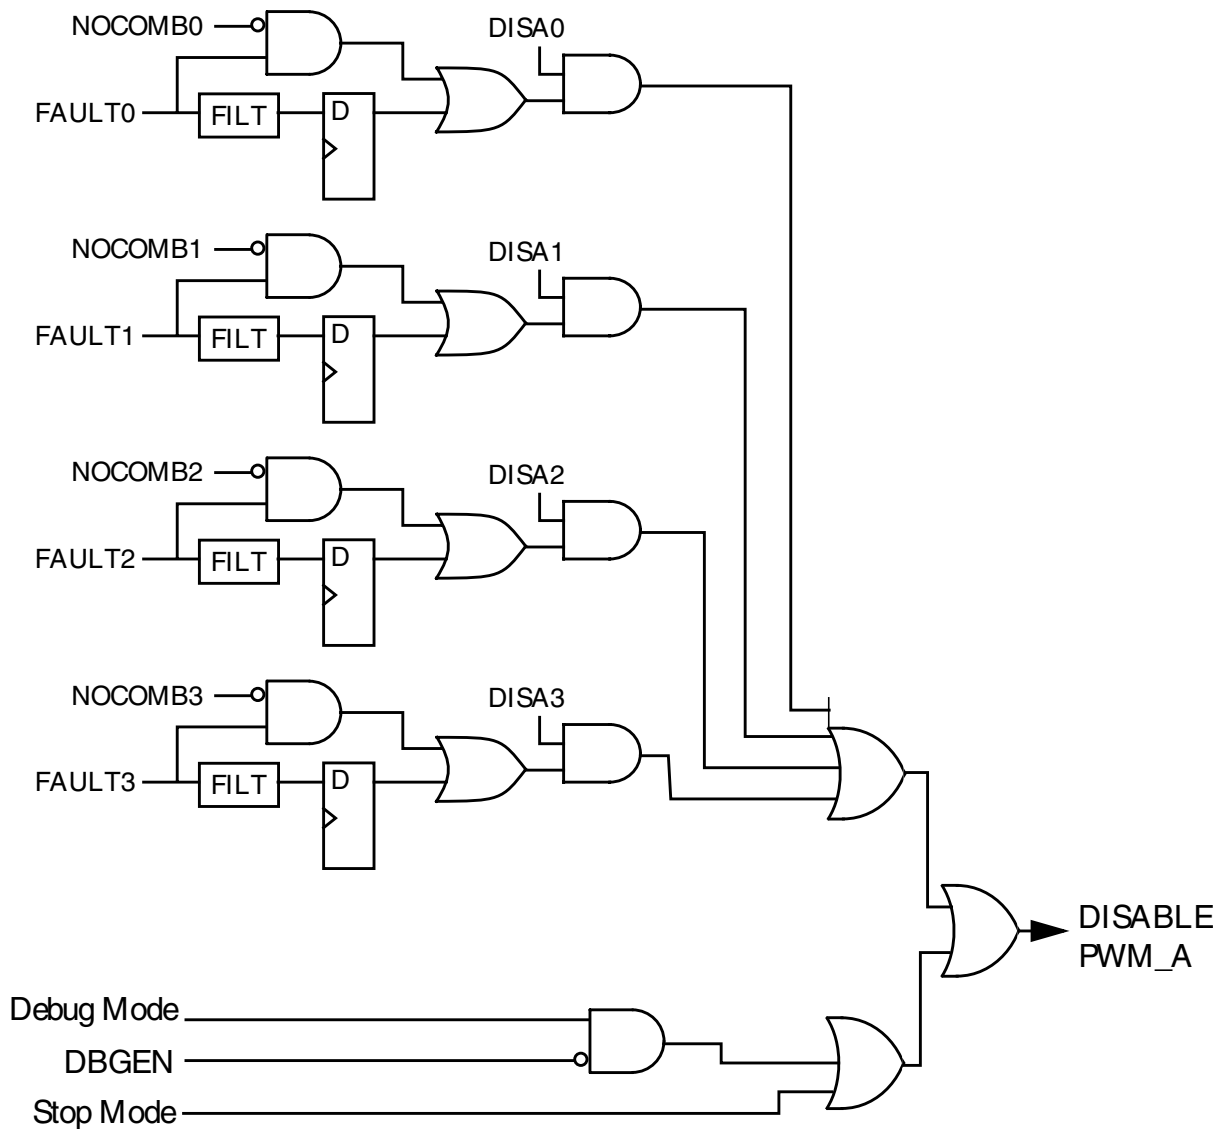 NOCOMB0
DISA0
FAULT0
FILT
D
NOCOMB1
DISA1
FAULT1
FILT
D
NOCOMB2
DISA2
FAULT2
FILT
D
NOCOMB3
DISA3
FAULT3
FILT
D
DISABLE
PWM_A
Debug Mode
DBGEN
Stop Mode